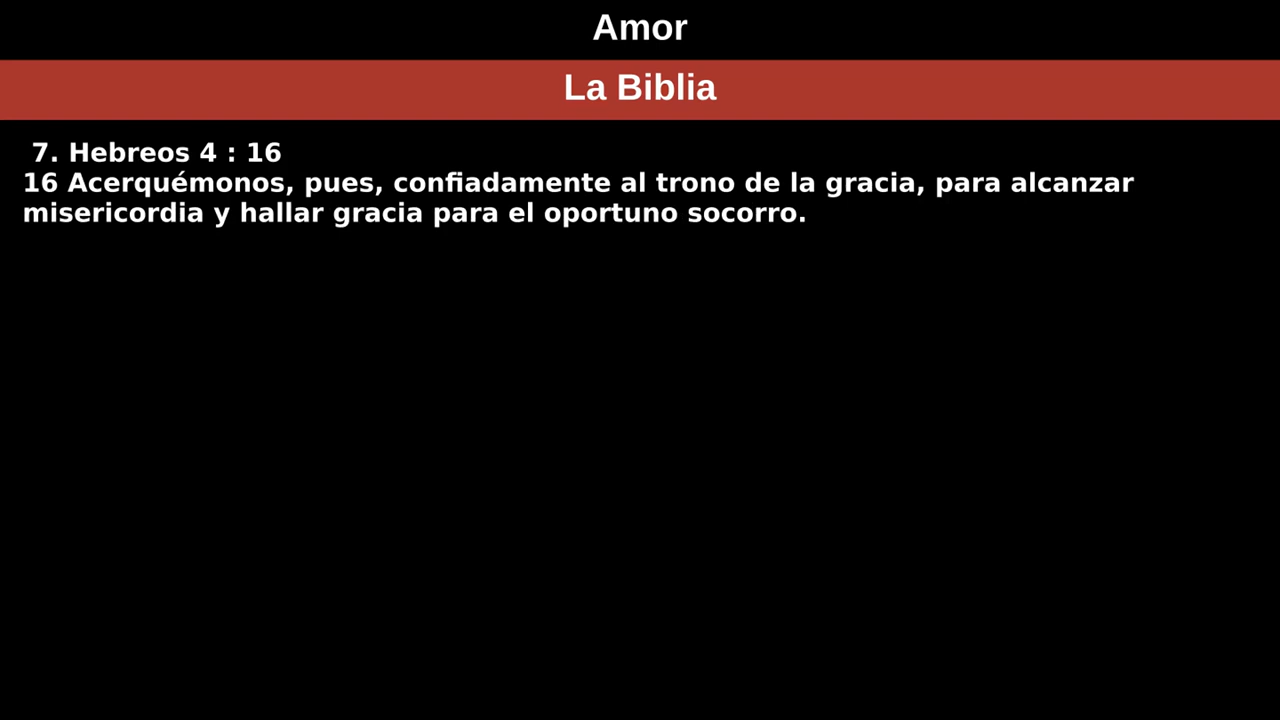 Amor
La Biblia
7. Hebreos 4 : 16
16 Acerquémonos, pues, confiadamente al trono de la gracia, para alcanzar
misericordia y hallar gracia para el oportuno socorro.